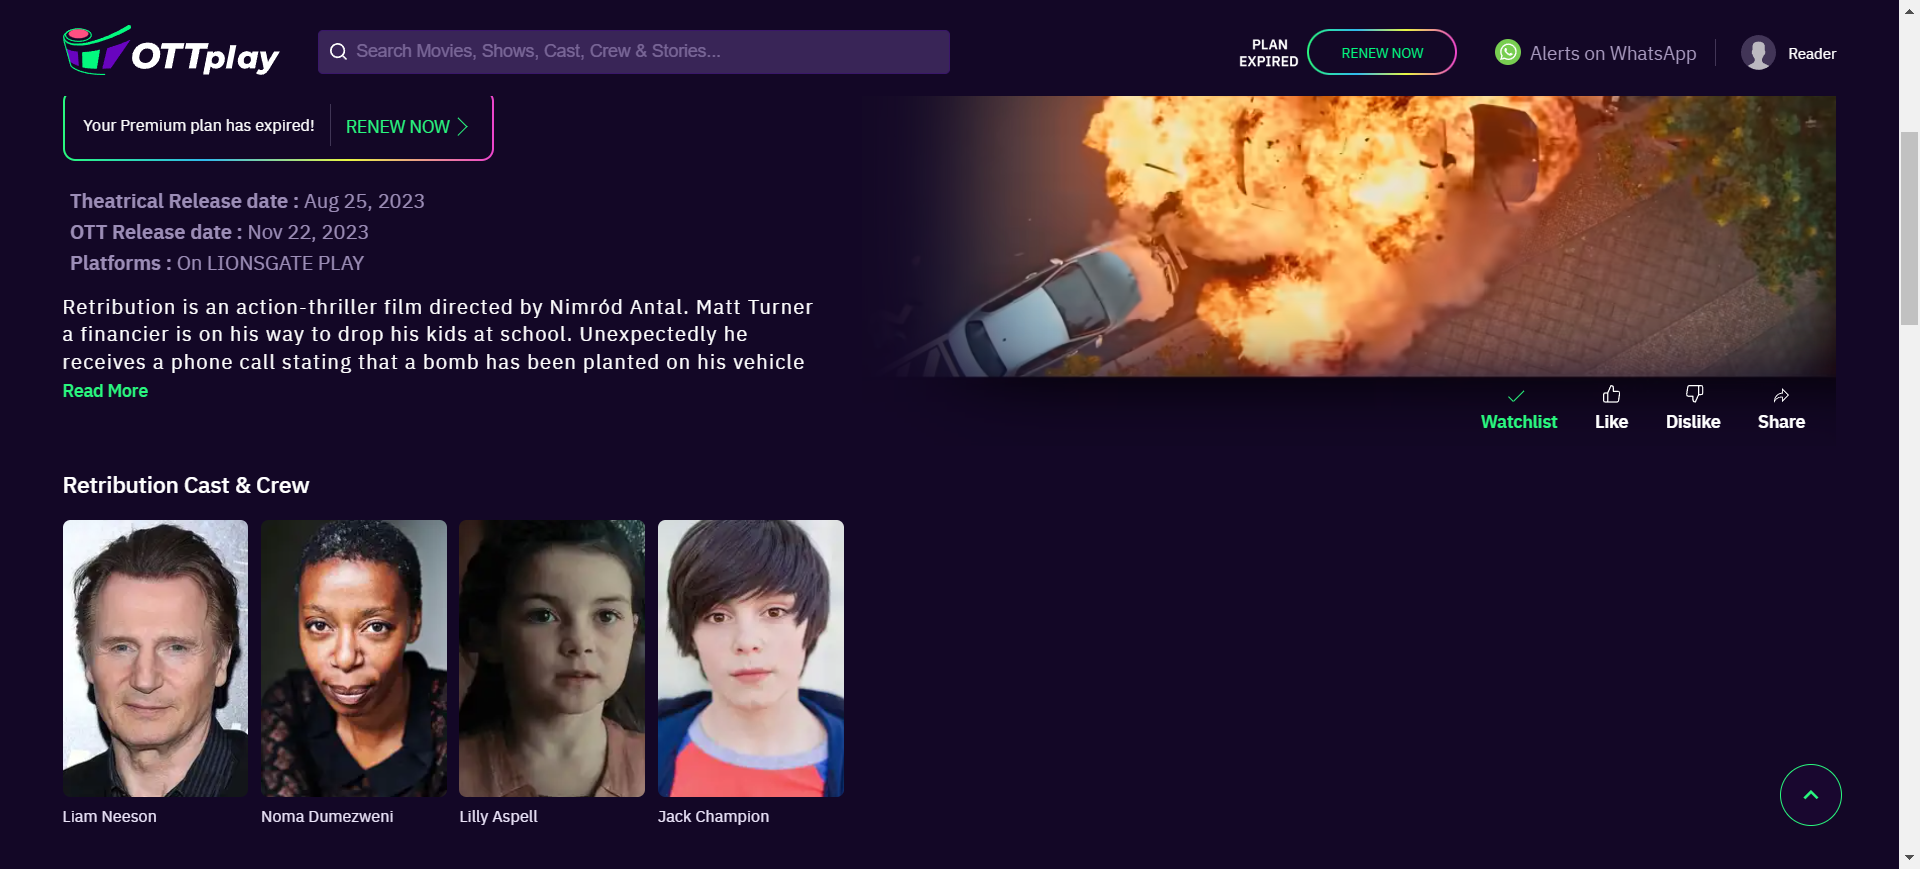 OTTplay
Search Movies, Shows, Cast, Crew & Stories...
PLAN
EXPIRED
RENEW NOW
Alerts on WhatsApp
Reader
Your Premium plan has expired!
RENEW NOW
Theatrical Release date : Aug 25, 2023
OTT Release date : Nov 22, 2023
Platforms : On LIONSGATE PLAY
Retribution is an action-thriller film directed by Nimród Antal. Matt Turner
a financier is on his way to drop his kids at school. Unexpectedly he
receives a phone call stating that a bomb has been planted on his vehicle
Read More
Watchlist
Like
Dislike
Share
Retribution Cast & Crew
Liam Neeson
Noma Dumezweni
Lilly Aspell
Jack Champion